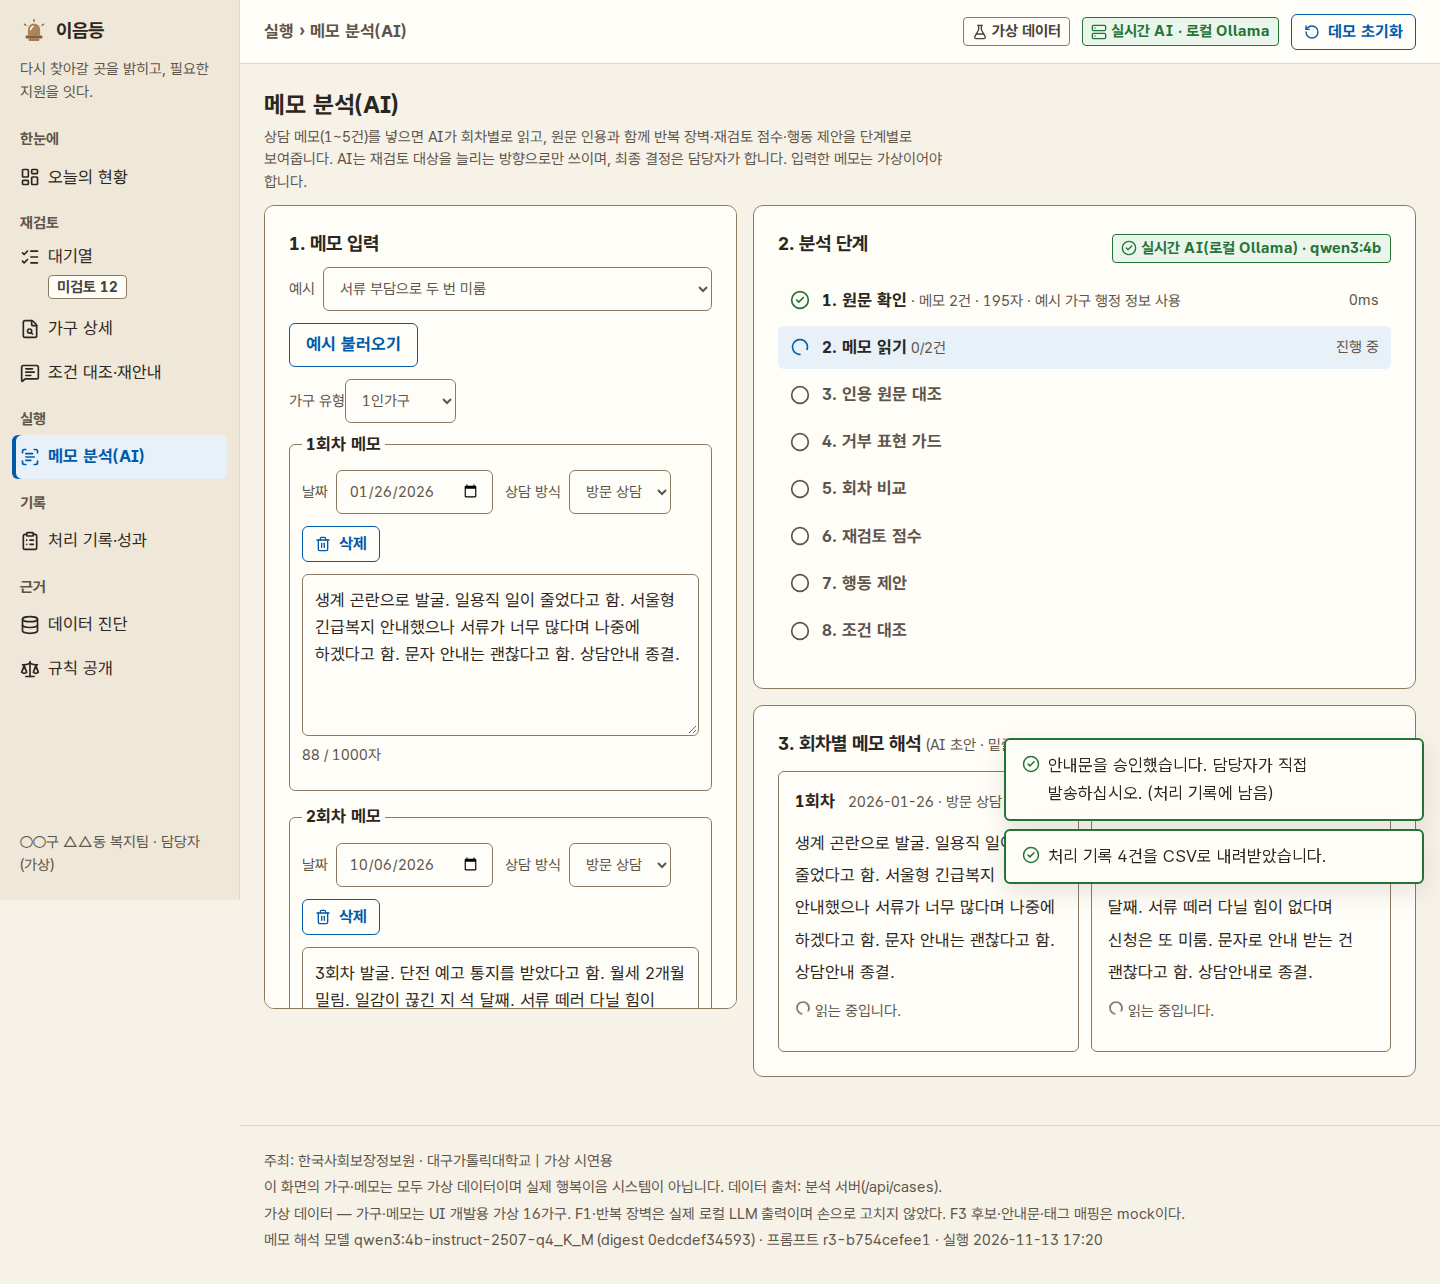 이음등
다시 찾아갈 곳을 밝히고, 필요한
지원을 잇다.
한눈에
오늘의 현황
재검토
대기열
미검토 12
가구 상세
조건 대조·재안내
실행
메모 분석(AI)
기록
처리 기록·성과
근거
데이터 진단
규칙 공개
○○구 △△동 복지팀 · 담당자
(가상)
실행 › 메모 분석(AI)
가상 데이터
실시간 AI · 로컬 Ollama
데모 초기화
메모 분석(AI)
상담 메모(1~5건)를 넣으면 AI가 회차별로 읽고, 원문 인용과 함께 반복 장벽·재검토 점수·행동 제안을 단계별로
보여줍니다. AI는 재검토 대상을 늘리는 방향으로만 쓰이며, 최종 결정은 담당자가 합니다. 입력한 메모는 가상이어야
합니다.
1. 메모 입력
예시
서류 부담으로 두 번 미룸
예시 불러오기
가구 유형
1인가구
1회차 메모
날짜
01/26/2026
상담 방식
방문 상담
삭제
생계 곤란으로 발굴. 일용직 일이 줄었다고 함. 서울형
긴급복지 안내했으나 서류가 너무 많다며 나중에
하겠다고 함. 문자 안내는 괜찮다고 함. 상담안내 종결.
88 / 1000자
2회차 메모
날짜
10/06/2026
상담 방식
방문 상담
삭제
3회차 발굴. 단전 예고 통지를 받았다고 함. 월세 2개월
밀림. 일감이 끊긴 지 석 달째. 서류 떼러 다닐 힘이
2. 분석 단계
실시간 AI(로컬 Ollama) · qwen3:4b
1. 원문 확인 · 메모 2건 · 195자 · 예시 가구 행정 정보 사용
0ms
2. 메모 읽기 0/2건
진행 중
3. 인용 원문 대조
4. 거부 표현 가드
5. 회차 비교
6. 재검토 점수
7. 행동 제안
8. 조건 대조
3. 회차별 메모 해석 (AI 초안 ·
안내문을 승인했습니다. 담당자가 직접
발송하십시오. (처리 기록에 남음)
처리 기록 4건을 CSV로 내려받았습니다.
1회차
2026-01-26 · 방문 상담
생계 곤란으로 발굴. 일용직
줄었다고 함. 서울형 긴급복지
안내했으나 서류가 너무 많다며 나중에
하겠다고 함. 문자 안내는 괜찮다고 함.
상담안내 종결.
읽는 중입니다.
달째. 서류 떼러 다닐 힘이 없다며
신청은 또 미룸. 문자로 안내 받는 건
괜찮다고 함. 상담안내로 종결.
읽는 중입니다.
주최: 한국사회보장정보원 · 대구가톨릭대학교 | 가상 시연용
이 화면의 가구·메모는 모두 가상 데이터이며 실제 행복이음 시스템이 아닙니다. 데이터 출처: 분석 서버(/api/cases).
가상 데이터 — 가구·메모는 UI 개발용 가상 16가구. F1·반복 장벽은 실제 로컬 LLM 출력이며 손으로 고치지 않았다. F3 후보·안내문·태그 매핑은 mock이다.
메모 해석 모델 qwen3:4b-instruct-2507-q4_K_M (digest 0edcdef34593) · 프롬프트 r3-b754cefee1 · 실행 2026-11-13 17:20